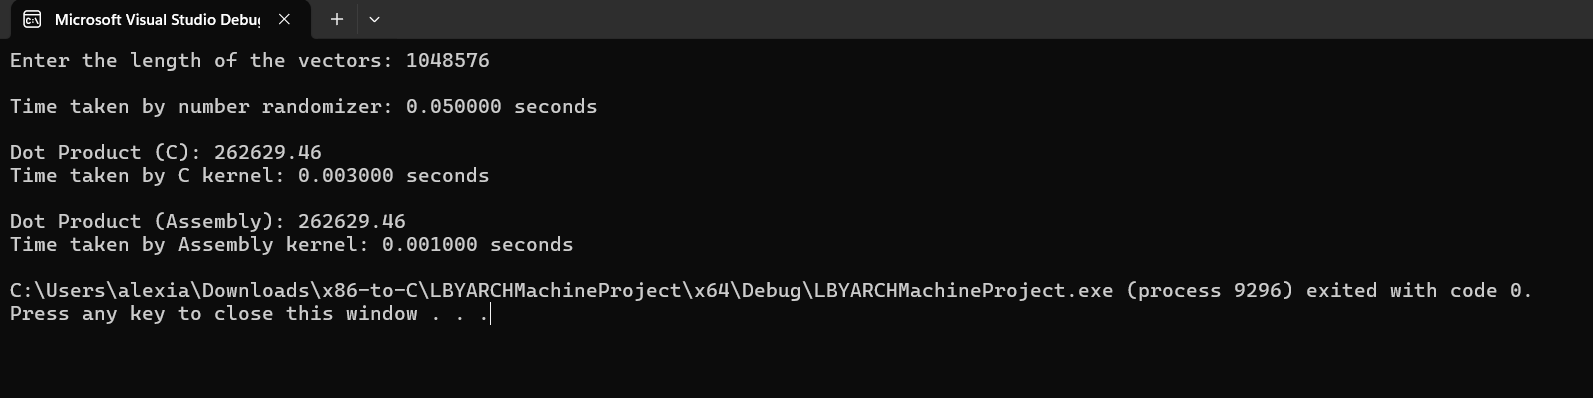 Microsoft Visual Studio Debug
Enter the length of the vectors: 1048576
Time taken by number randomizer: 0.050000 seconds
Dot Product (C): 262629.46
Time taken by C kernel: 0.003000 seconds
Dot Product (Assembly): 262629.46
Time taken by Assembly kernel: 0.001000 seconds
C:\Users\alexia\Downloads\x86-to-C\LBYARCHMachineProject\x64\Debug\LBYARCHMachineProject.exe (process 9296) exited with code 0.
Press any key to close this window . . .